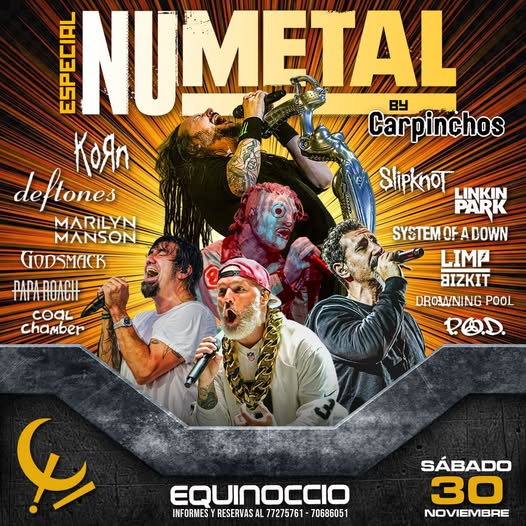 ESPECIAL
NUMETAL
BY
Carpinchos
KoЯn
deftones
MARILYN
MANSON
GODSMACK
PAPA ROACH
coal
chamber
SLIPKNOT
LINKIN
PARK
SYSTEM OF A DOWN
LIMP
BIZKIT
DROWNING POOL
P.O.D.
EQUINOCCIO
INFORMES Y RESERVAS AL 77275761 - 70686051
SÁBADO
30
NOVIEMBRE